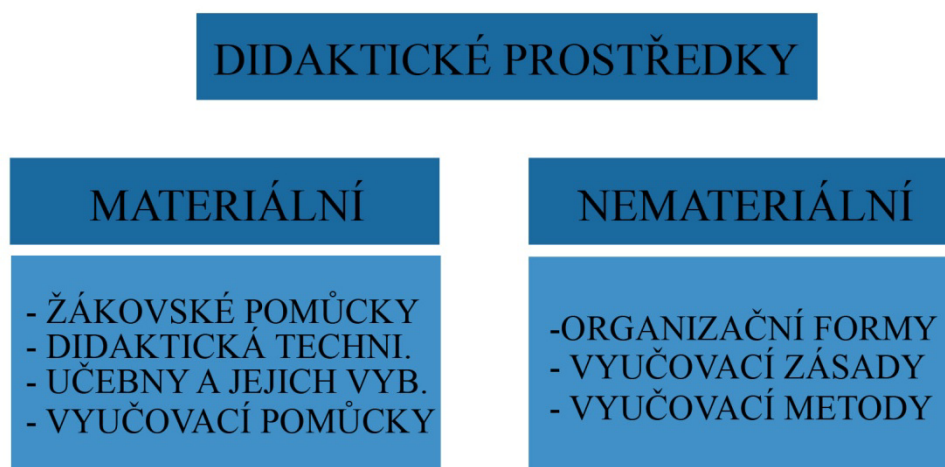 DIDAKTICKÉ PROSTŘEDKY
MATERIÁLNÍ
- ŽÁKOVSKÉ POMŮCKY
- DIDAKTICKÁ TECHNI.
- UČEBNY A JEJICH VYB.
- VYUČOVACÍ POMŮCKY
NEMATERIÁLNÍ
-ORGANIZAČNÍ FORMY
- VYUČOVACÍ ZÁSADY
- VYUČOVACÍ METODY